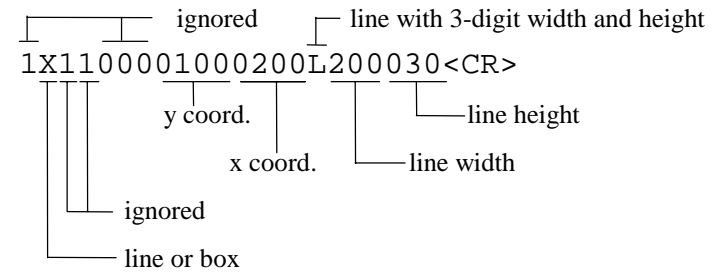 ignored line with 3-digit width and height
1X1100001000200L200030<CR>
y coord. line height
x coord. line width
ignored
line or box